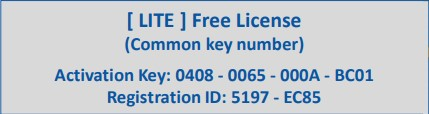 [ LITE ] Free License
(Common key number)
Activation Key: 0408 - 0065 - 000A - BC01
Registration ID: 5197 - EC85